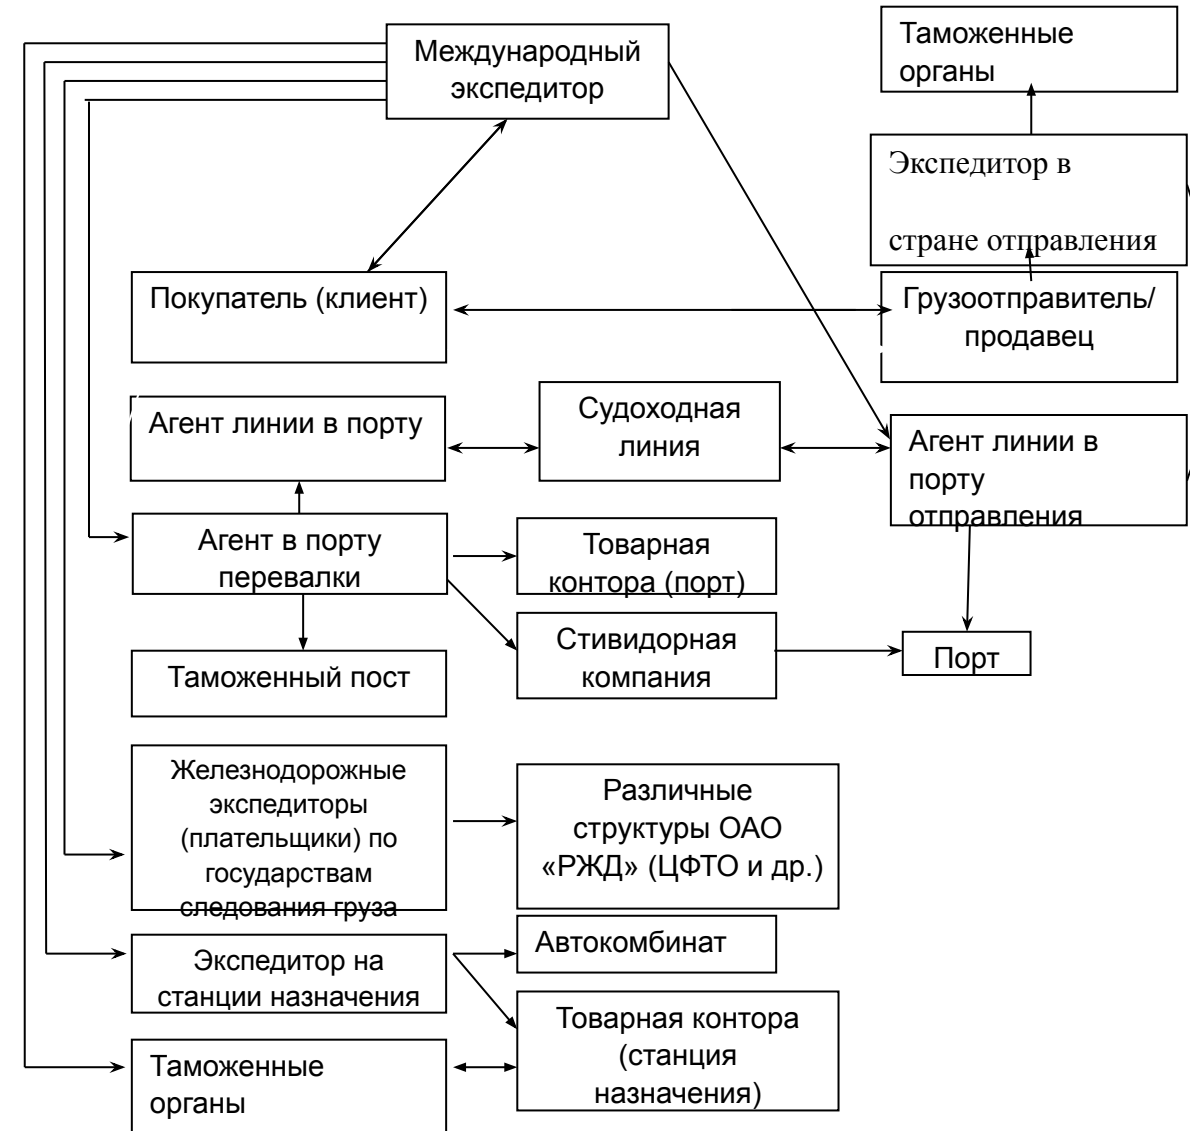 Международный
экспедитор
Таможенные
органы
Экспедитор в
стране отправления
Покупатель (клиент)
Грузоотправитель/
продавец
Агент линии в порту
Судоходная
линия
Агент линии в
порту
отправления
Агент в порту
перевалки
Товарная
контора (порт)
Стивидорная
компания
Порт
Таможенный пост
Железнодорожные
экспедиторы
(плательщики) по
государствам
следования груза
Различные
структуры ОАО
«РЖД» (ЦФТО и др.)
Автокомбинат
Экспедитор на
станции назначения
Товарная контора
(станция
назначения)
Таможенные
органы